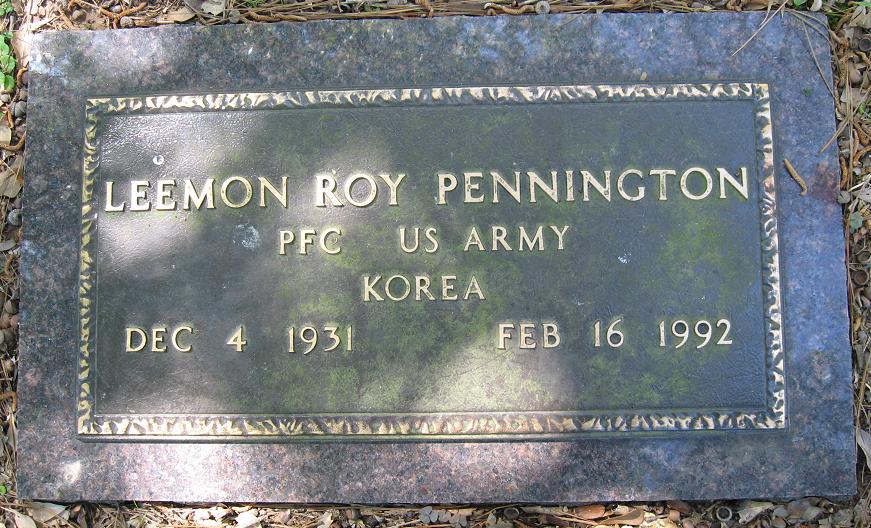 LEEMON ROY PENNINGTON
PFC US ARMY
KOREA
DEC 4 1931 FEB 16 1992